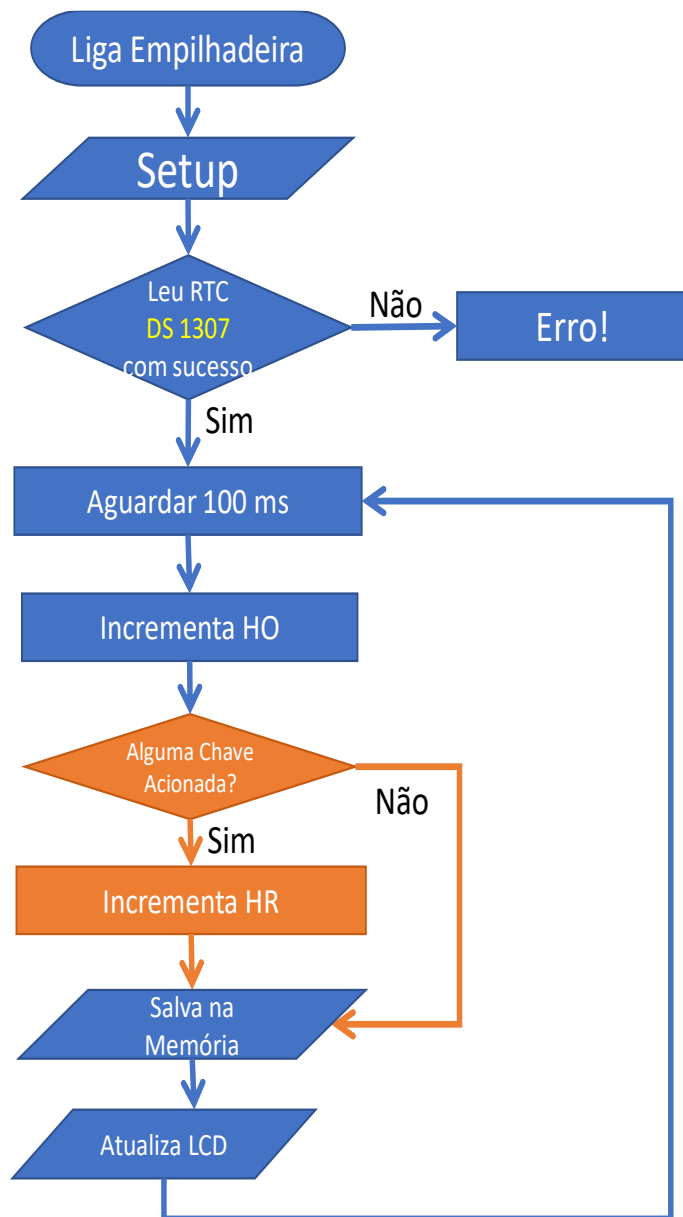 Liga Empilhadeira
Setup
Leu RTC
DS 1307
com sucesso
Não
Erro!
Sim
Aguardar 100 ms
Incrementa HO
Alguma Chave
Acionada?
Não
Sim
Incrementa HR
Salva na
Memória
Atualiza LCD